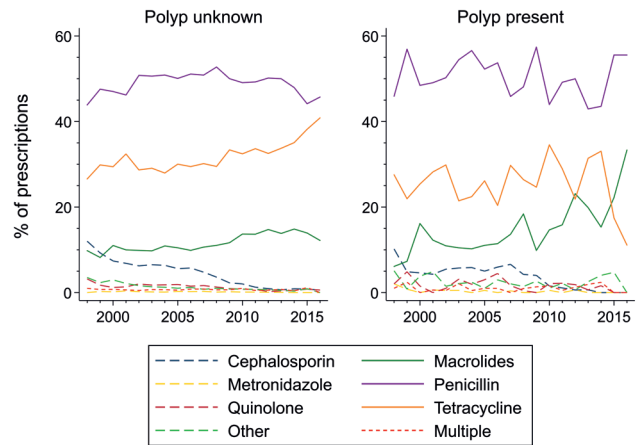 Polyp unknown
Polyp present
% of prescriptions
60
40
20
0
2000
2005
2010
2015
60
40
20
0
2000
2005
2010
2015
Cephalosporin
Macrolides
Metronidazole
Penicillin
Quinolone
Tetracycline
Other
Multiple